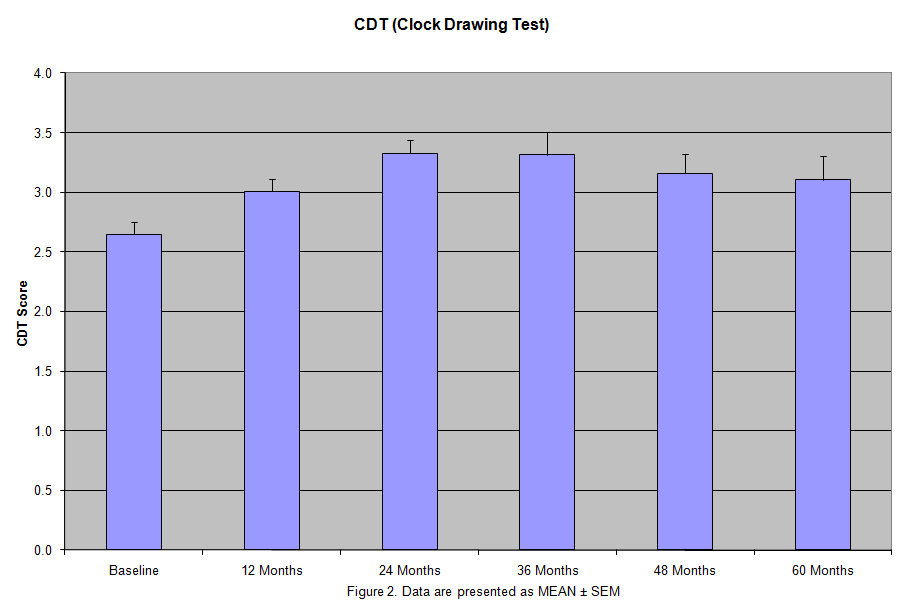 CDT (Clock Drawing Test)
4.0
3.5
3.0
2.5
2.0
1.5
1.0
0.5
0.0
CDT Score
Baseline
12 Months
24 Months
36 Months
48 Months
60 Months
Figure 2. Data are presented as MEAN ± SEM